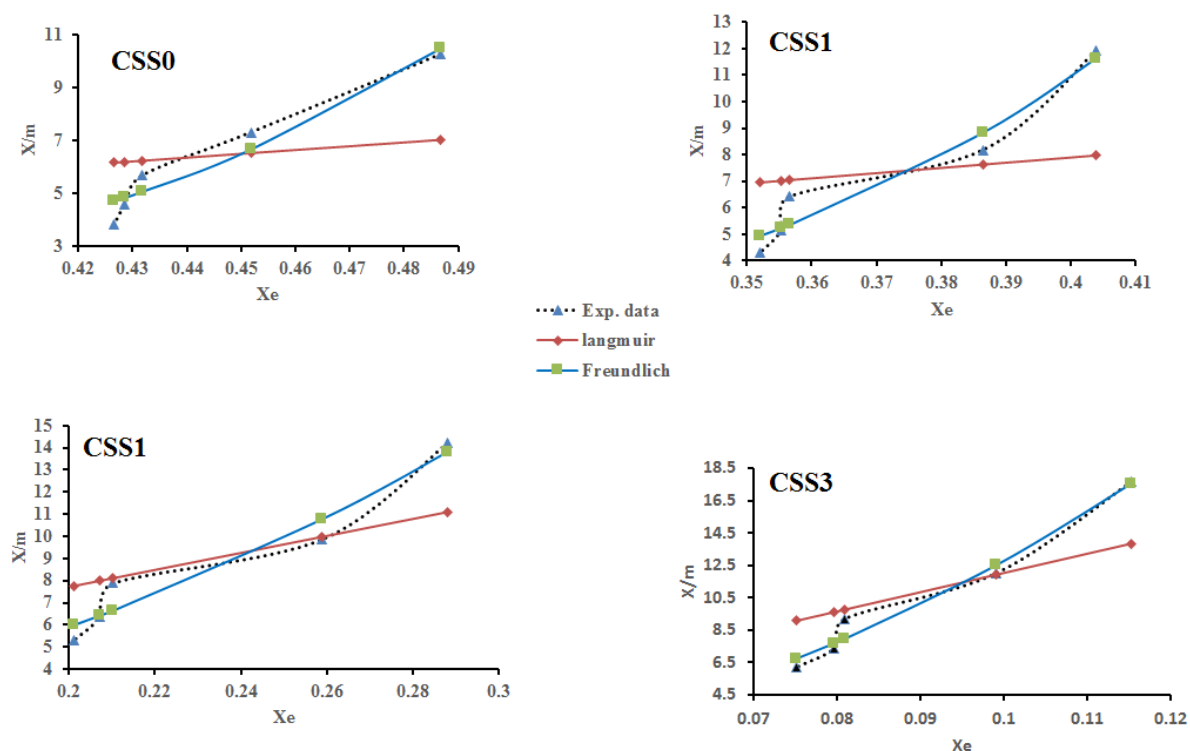 CSS0
X/m
11
9
7
5
3
0.42 0.43 0.44 0.45 0.46 0.47 0.48 0.49
Xe
CSS1
X/m
13
12
11
10
9
8
7
6
5
4
0.35 0.36 0.37 0.38 0.39 0.4 0.41
Xe
Exp. data
langmuir
Freundlich
CSS1
X/m
15
14
13
12
11
10
9
8
7
6
5
4
0.2 0.22 0.24 0.26 0.28 0.3
Xe
CSS3
X/m
18.5
16.5
14.5
12.5
10.5
8.5
6.5
4.5
0.07 0.08 0.09 0.1 0.11 0.12
Xe